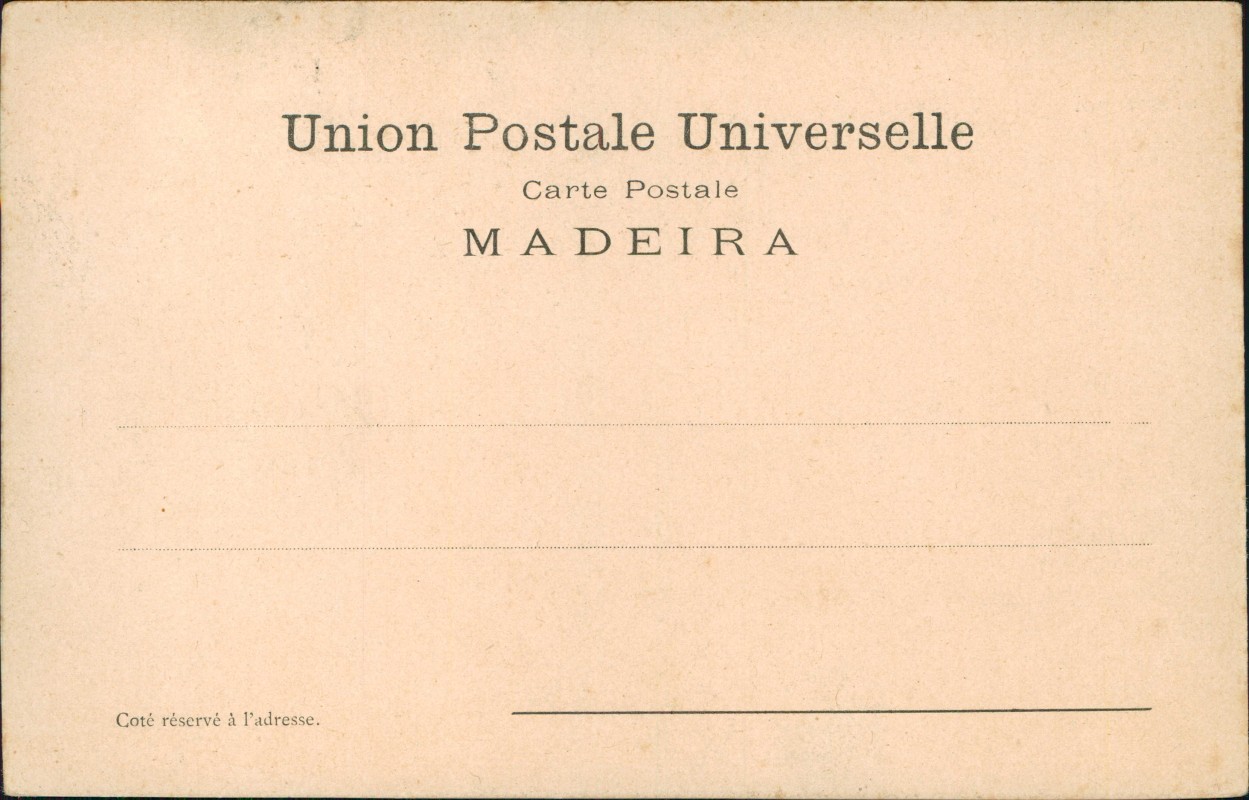 Union Postale Universelle
Carte Postale
MADEIRA
Coté réservé à l'adresse.